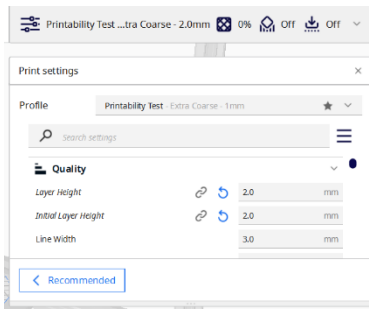 Printability Test ...tra Coarse - 2.0mm 0% Off Off
Print settings
Profile Printability Test - Extra Coarse - 1mm
Search settings
Quality
Layer Height 2.0 mm
Initial Layer Height 2.0 mm
Line Width 3.0 mm
Recommended